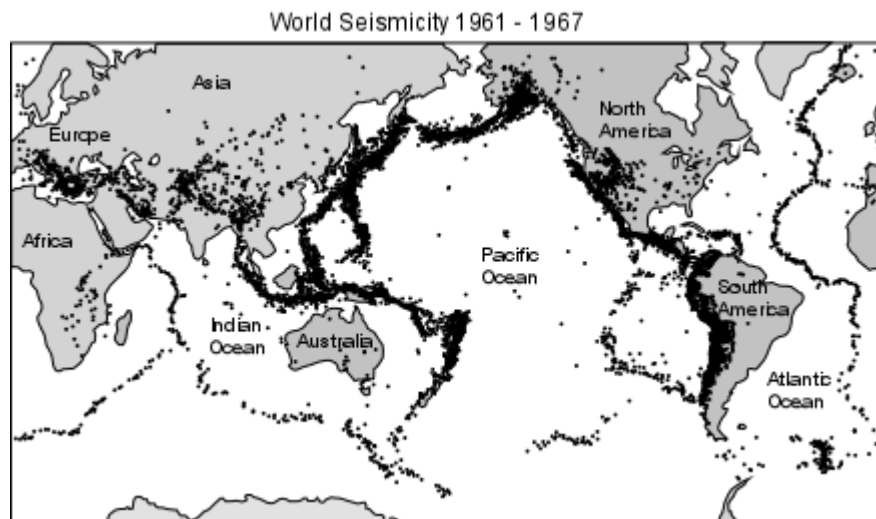 World Seismicity 1961 - 1967
Asia
North
America
Europe
Africa
Pacific
Ocean
South
America
Indian
Ocean
Australia
Atlantic
Ocean